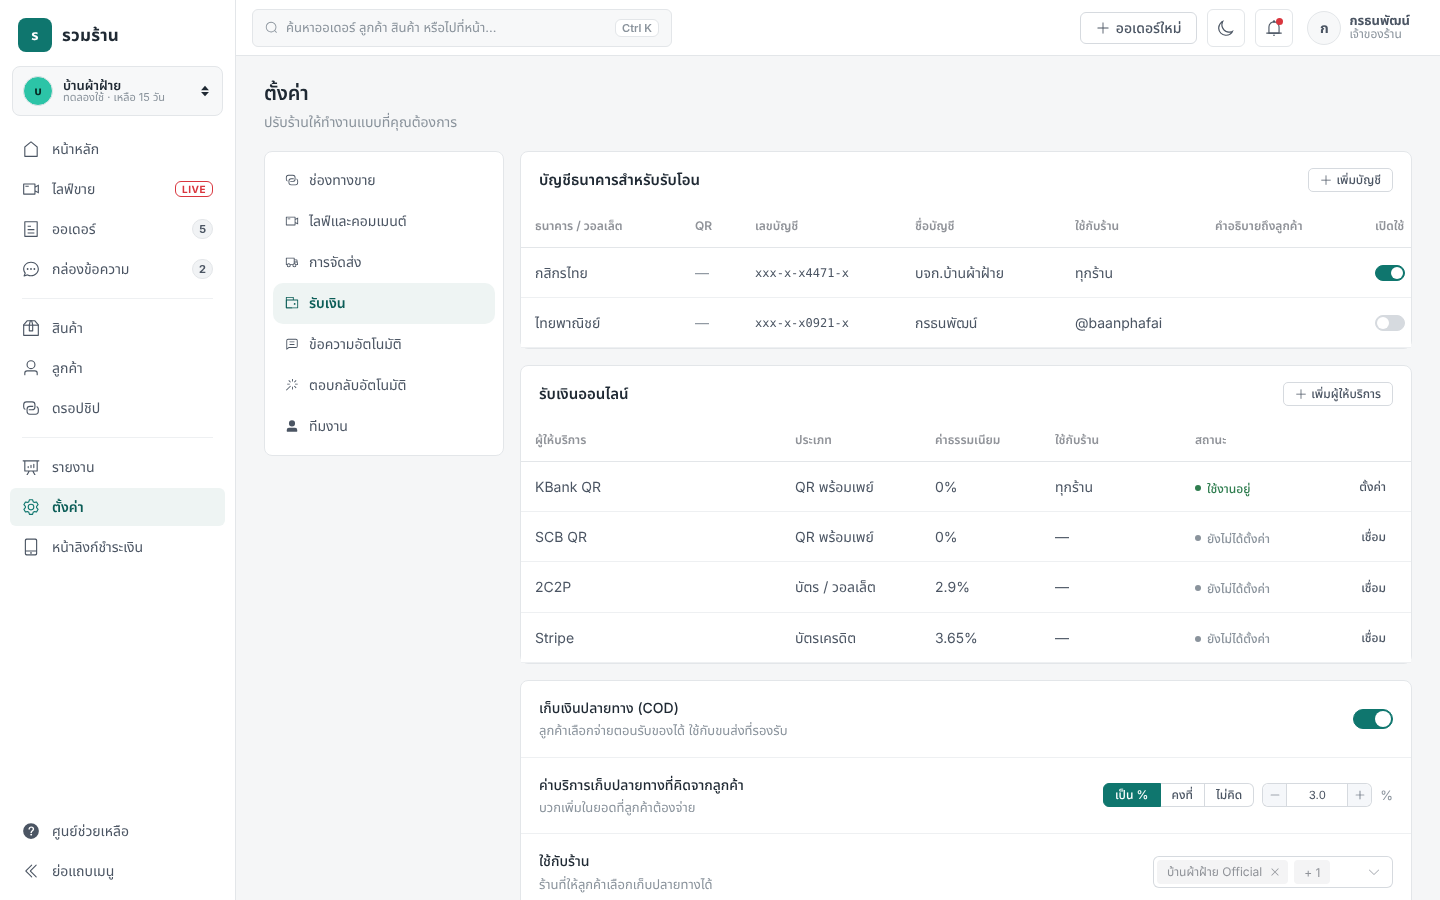 s
รวมร้าน
บ
บ้านผ้าฝ้าย
ทดลองใช้ · เหลือ 15 วัน
หน้าหลัก
ไลฟ์ขาย
LIVE
ออเดอร์
5
กล่องข้อความ
2
สินค้า
ลูกค้า
ดรอปชิป
รายงาน
ตั้งค่า
หน้าลิงก์ชำระเงิน
ศูนย์ช่วยเหลือ
ย่อแถบเมนู
ค้นหาออเดอร์ ลูกค้า สินค้า หรือไปที่หน้า...
Ctrl K
ออเดอร์ใหม่
ก
กรธนพัฒน์
เจ้าของร้าน
ตั้งค่า
ปรับร้านให้ทำงานแบบที่คุณต้องการ
ช่องทางขาย
ไลฟ์และคอมเมนต์
การจัดส่ง
รับเงิน
ข้อความอัตโนมัติ
ตอบกลับอัตโนมัติ
ทีมงาน
บัญชีธนาคารสำหรับรับโอน
เพิ่มบัญชี
ธนาคาร / วอลเล็ต QR เลขบัญชี ชื่อบัญชี ใช้กับร้าน คำอธิบายถึงลูกค้า เปิดใช้
กสิกรไทย — xxx-x-x4471-x บจก.บ้านผ้าฝ้าย ทุกร้าน
ไทยพาณิชย์ — xxx-x-x0921-x กรธนพัฒน์ @baanphafai
รับเงินออนไลน์
เพิ่มผู้ให้บริการ
ผู้ให้บริการ ประเภท ค่าธรรมเนียม ใช้กับร้าน สถานะ
KBank QR QR พร้อมเพย์ 0% ทุกร้าน ใช้งานอยู่ ตั้งค่า
SCB QR QR พร้อมเพย์ 0% — ยังไม่ได้ตั้งค่า เชื่อม
2C2P บัตร / วอลเล็ต 2.9% — ยังไม่ได้ตั้งค่า เชื่อม
Stripe บัตรเครดิต 3.65% — ยังไม่ได้ตั้งค่า เชื่อม
เก็บเงินปลายทาง (COD)
ลูกค้าเลือกจ่ายตอนรับของได้ ใช้กับขนส่งที่รองรับ
ค่าบริการเก็บปลายทางที่คิดจากลูกค้า
บวกเพิ่มในยอดที่ลูกค้าต้องจ่าย
เป็น % คงที่ ไม่คิด 3.0 %
ใช้กับร้าน
ร้านที่ให้ลูกค้าเลือกเก็บปลายทางได้
บ้านผ้าฝ้าย Official + 1